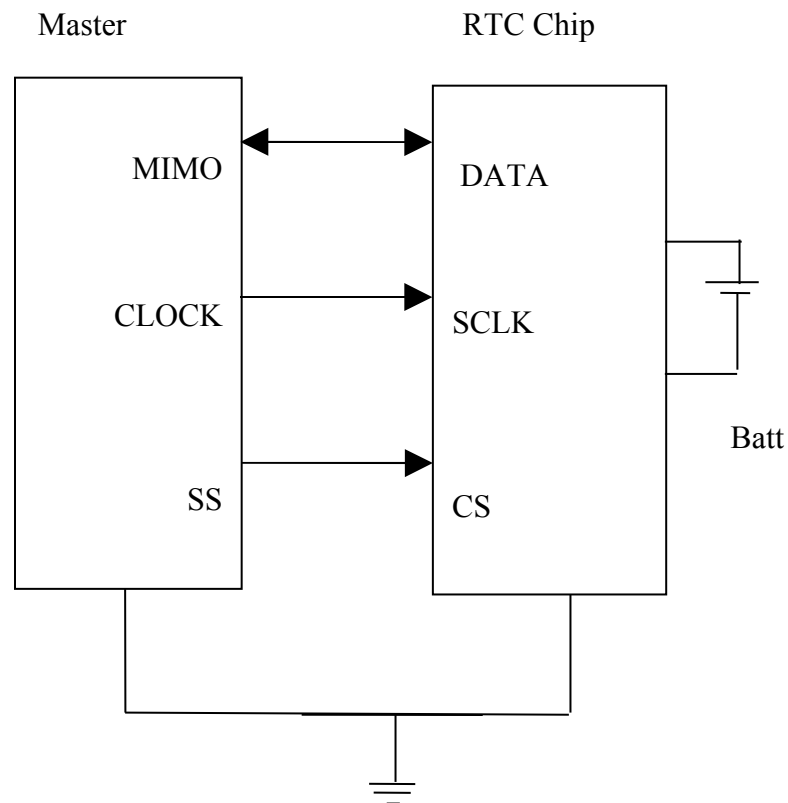 Master
RTC Chip
MIMO
DATA
CLOCK
SCLK
Batt
SS
CS